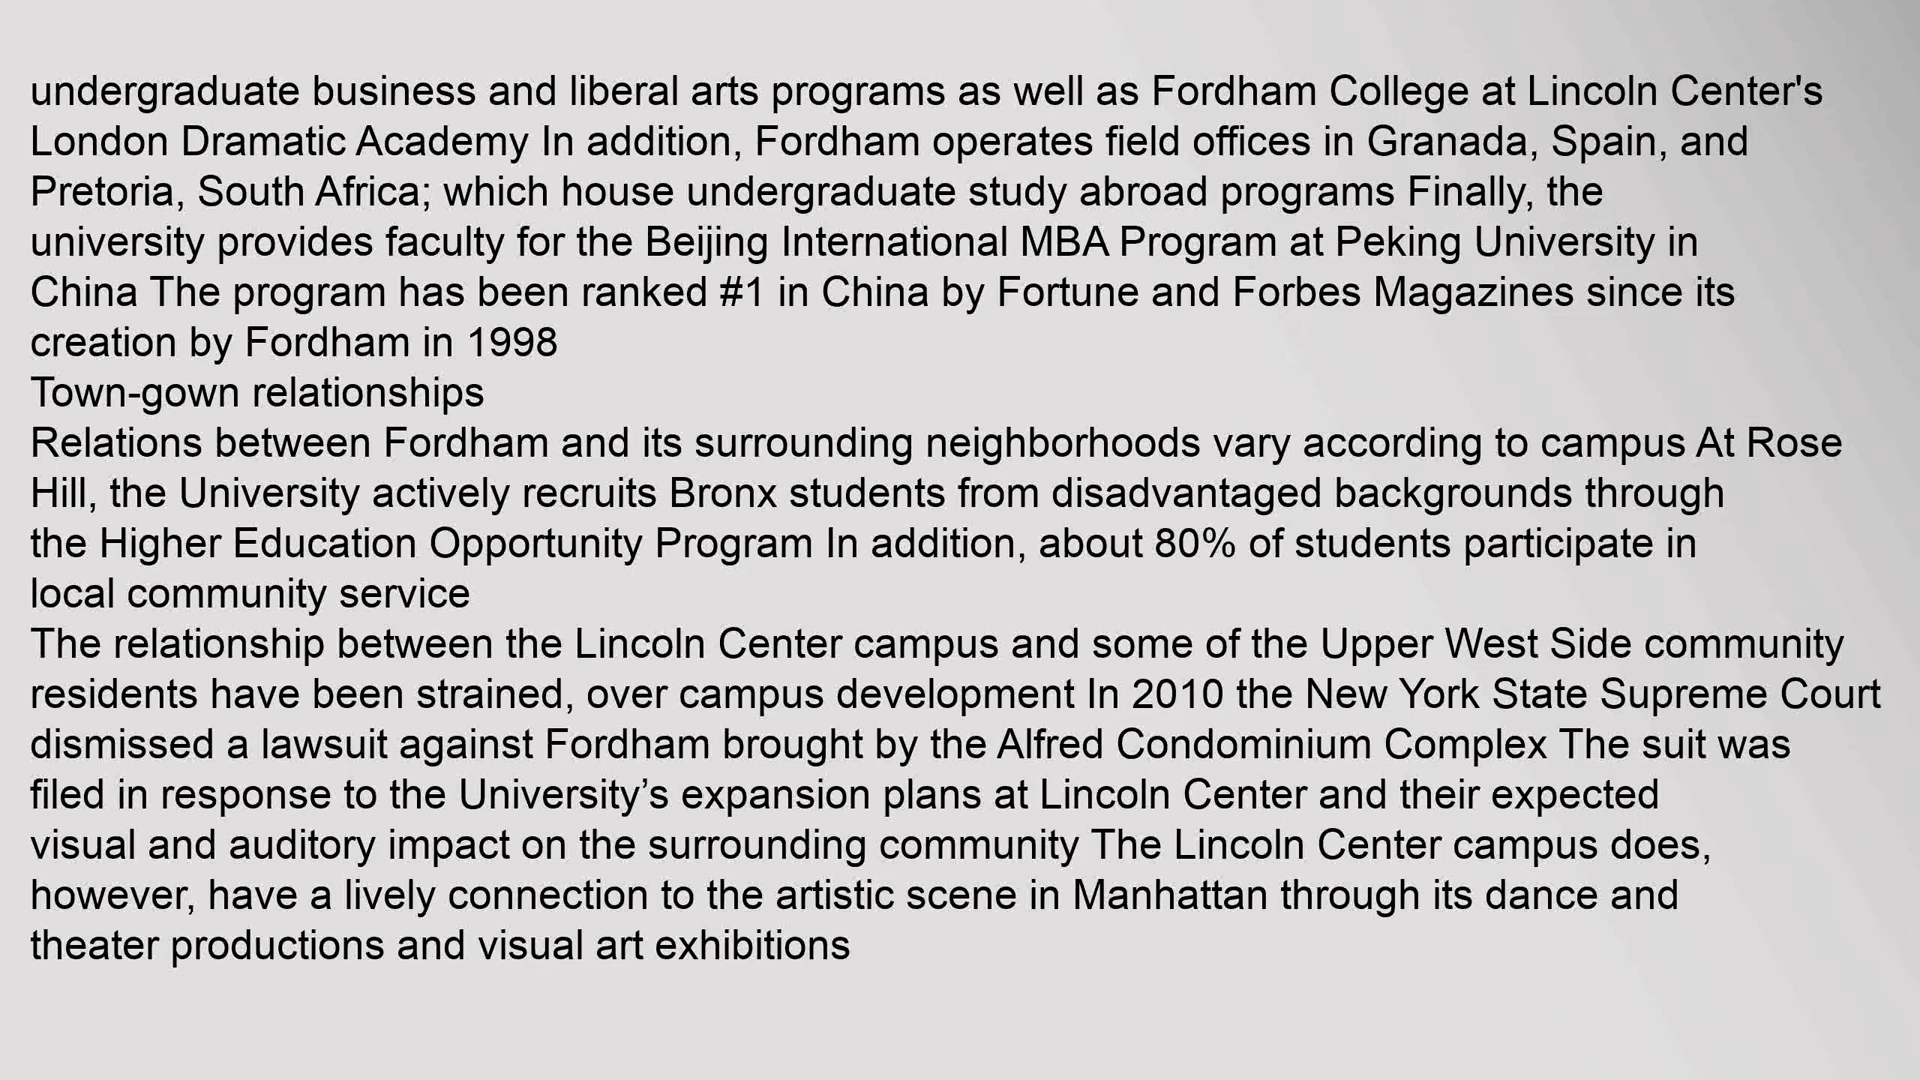 undergraduate business and liberal arts programs as well as Fordham College at Lincoln Center's
London Dramatic Academy In addition, Fordham operates field offices in Granada, Spain, and
Pretoria, South Africa; which house undergraduate study abroad programs Finally, the
university provides faculty for the Beijing International MBA Program at Peking University in
China The program has been ranked #1 in China by Fortune and Forbes Magazines since its
creation by Fordham in 1998
Town-gown relationships
Relations between Fordham and its surrounding neighborhoods vary according to campus At Rose
Hill, the University actively recruits Bronx students from disadvantaged backgrounds through
the Higher Education Opportunity Program In addition, about 80% of students participate in
local community service
The relationship between the Lincoln Center campus and some of the Upper West Side community
residents have been strained, over campus development In 2010 the New York State Supreme Court
dismissed a lawsuit against Fordham brought by the Alfred Condominium Complex The suit was
filed in response to the University’s expansion plans at Lincoln Center and their expected
visual and auditory impact on the surrounding community The Lincoln Center campus does,
however, have a lively connection to the artistic scene in Manhattan through its dance and
theater productions and visual art exhibitions